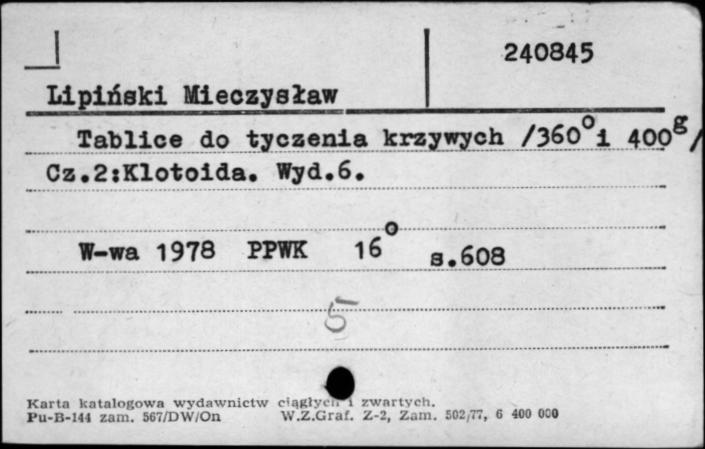 240845
Lipiński Mieczysław
Tablice do tyczenia krzywych /360° i 400ᵍ/
Cz.2:Klotoida. Wyd.6.
W-wa 1978 PPWK 16° s.608
5
Karta katalogowa wydawnictw ciągłych i zwartych.
Pu-B-144 zam. 567/DW/On W.Z.Graf. Z-2, Zam. 502/77, 6 400 000